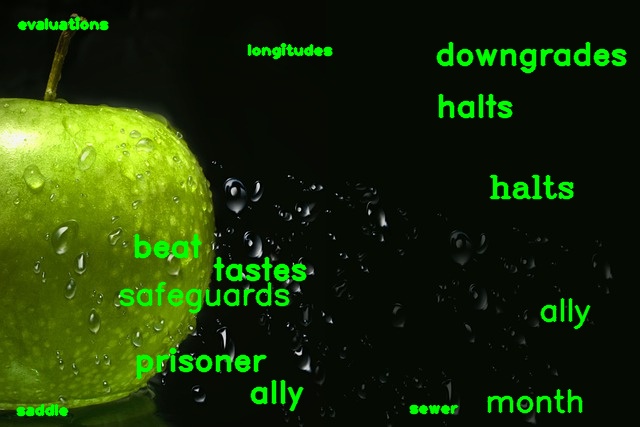 evaluations
longitudes
downgrades
halts
halts
beat
tastes
safeguards
ally
prisoner
ally
month
saddle
sewer